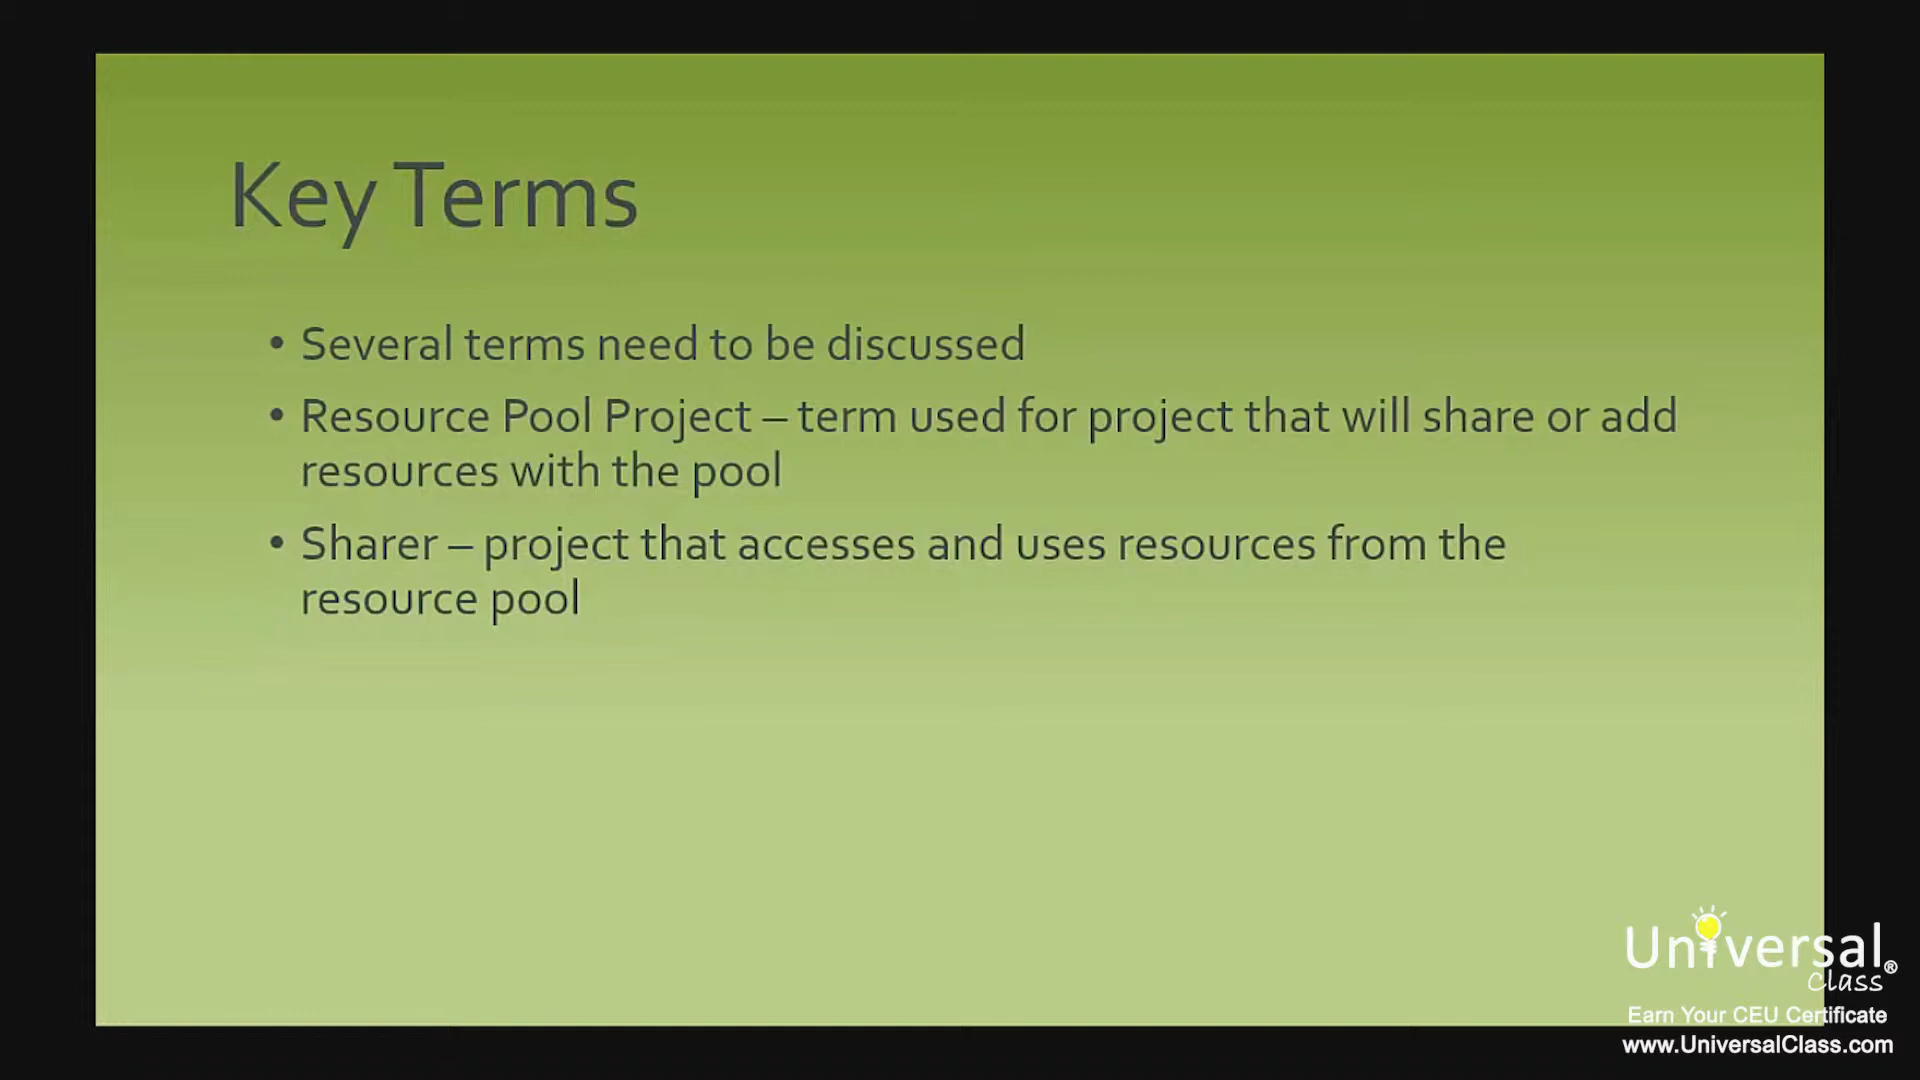 Key Terms
• Several terms need to be discussed
• Resource Pool Project – term used for project that will share or add
resources with the pool
• Sharer – project that accesses and uses resources from the
resource pool
Universal®
Class
Earn Your CEU Certificate
www.UniversalClass.com